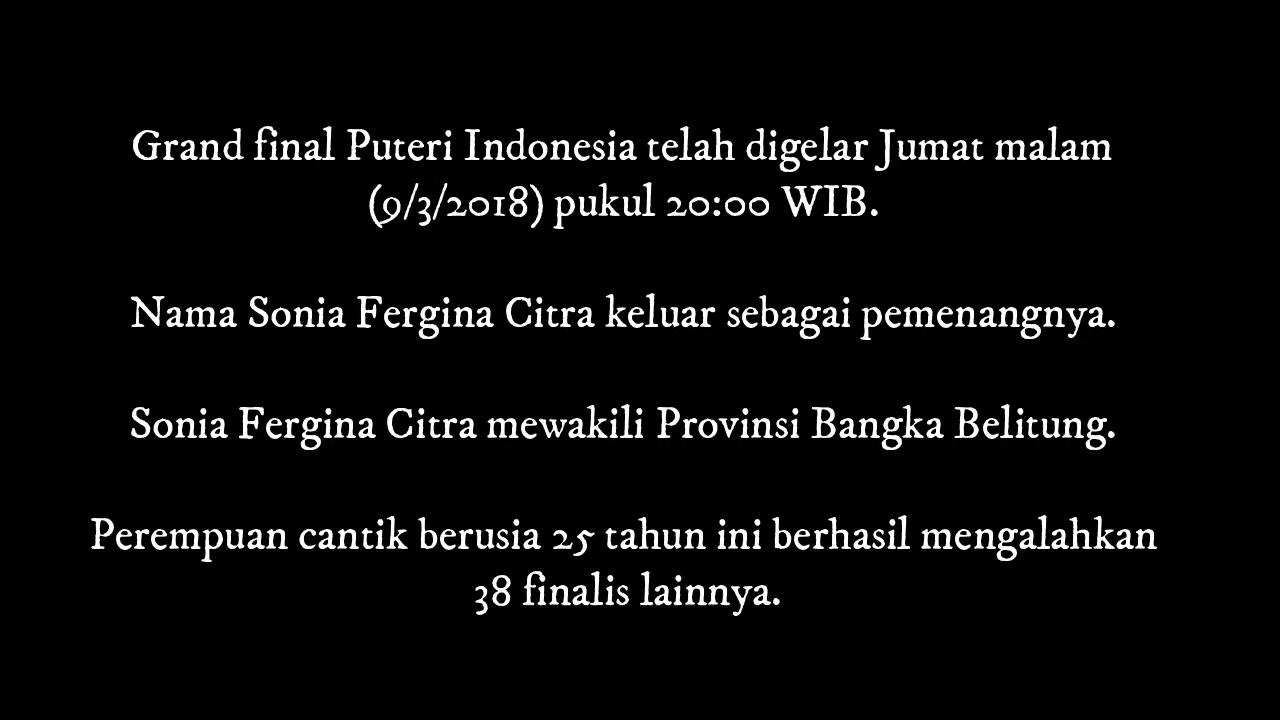 Grand final Puteri Indonesia telah digelar Jumat malam
(9/3/2018) pukul 20:00 WIB.
Nama Sonia Fergina Citra keluar sebagai pemenangnya.
Sonia Fergina Citra mewakili Provinsi Bangka Belitung.
Perempuan cantik berusia 25 tahun ini berhasil mengalahkan
38 finalis lainnya.